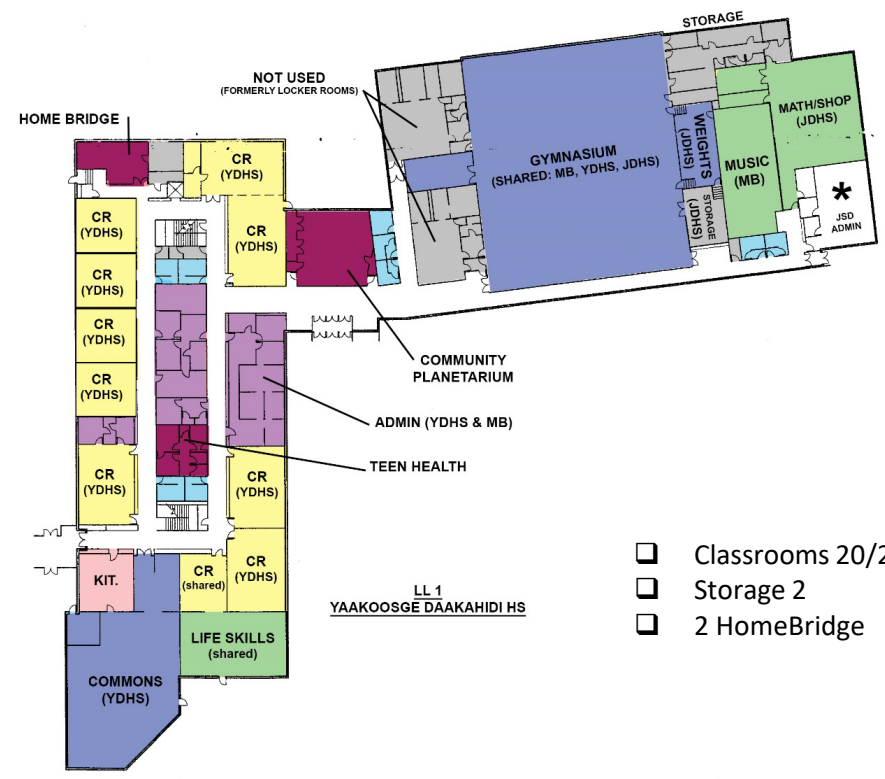 STORAGE
NOT USED
(FORMERLY LOCKER ROOMS)
HOME BRIDGE
CR
(YDHS)
CR
(YDHS)
CR
(YDHS)
CR
(YDHS)
CR
(YDHS)
CR
(YDHS)
GYMNASIUM
(SHARED: MB, YDHS, JDHS)
WEIGHTS
(JDHS)
STORAGE
(JDHS)
MUSIC
(MB)
MATH/SHOP
(JDHS)
*
JSD
ADMIN
COMMUNITY
PLANETARIUM
ADMIN (YDHS & MB)
TEEN HEALTH
CR
(YDHS)
CR
(YDHS)
CR
(YDHS)
KIT.
CR
(shared)
LIFE SKILLS
(shared)
COMMONS
(YDHS)
LL 1
YAAKOOSGE DAAKAHIDI HS
Classrooms 20/2
Storage 2
2 HomeBridge